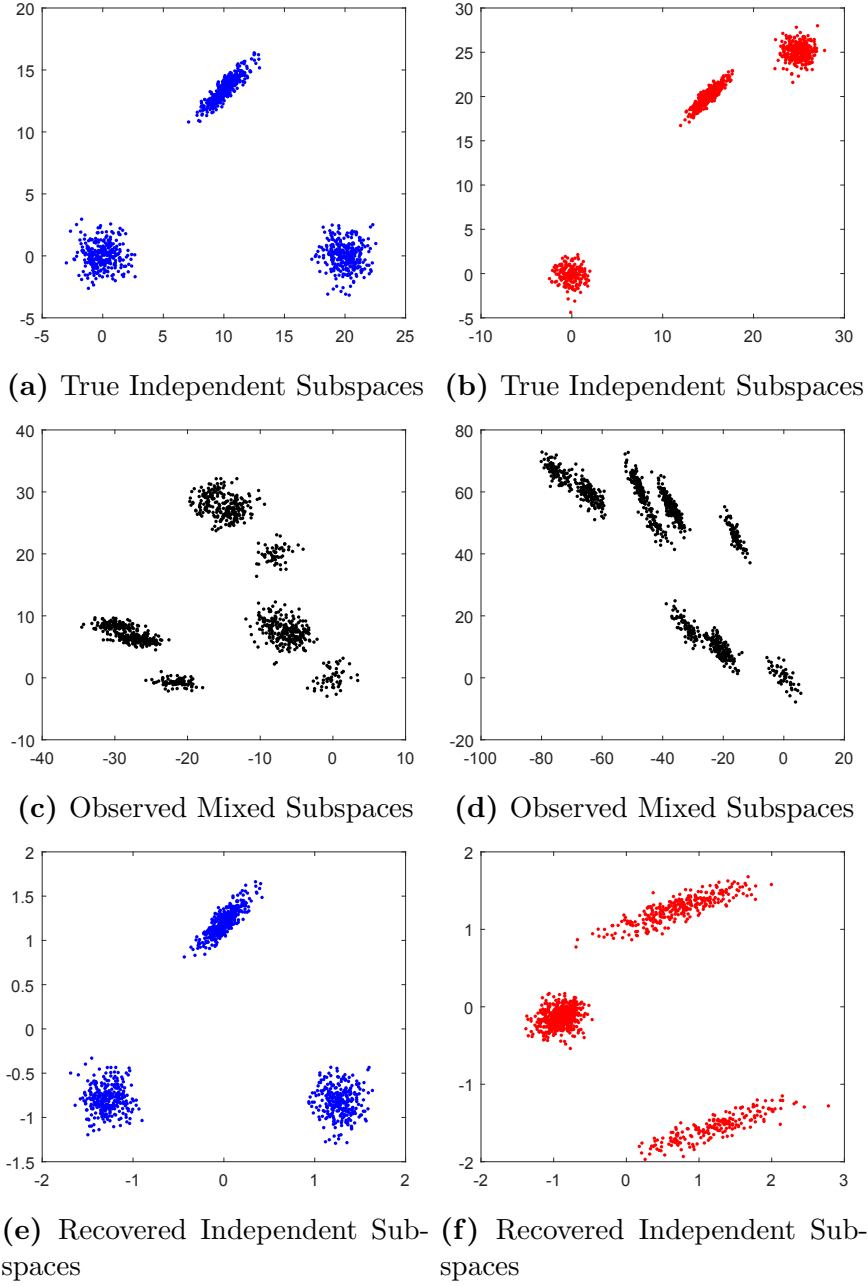 20
15
10
5
0
-5
-5 0 5 10 15 20 25
30
25
20
15
10
5
0
-5
-10 0 10 20 30
(a) True Independent Subspaces
(b) True Independent Subspaces
40
30
20
10
0
-10
-40 -30 -20 -10 0 10
80
60
40
20
0
-20
-100 -80 -60 -40 -20 0 20
(c) Observed Mixed Subspaces
(d) Observed Mixed Subspaces
2
1.5
1
0.5
0
-0.5
-1
-1.5
-2 -1 0 1 2
2
1
0
-1
-2
-1 0 1 2 3
(e) Recovered Independent Sub-
spaces
(f) Recovered Independent Sub-
spaces